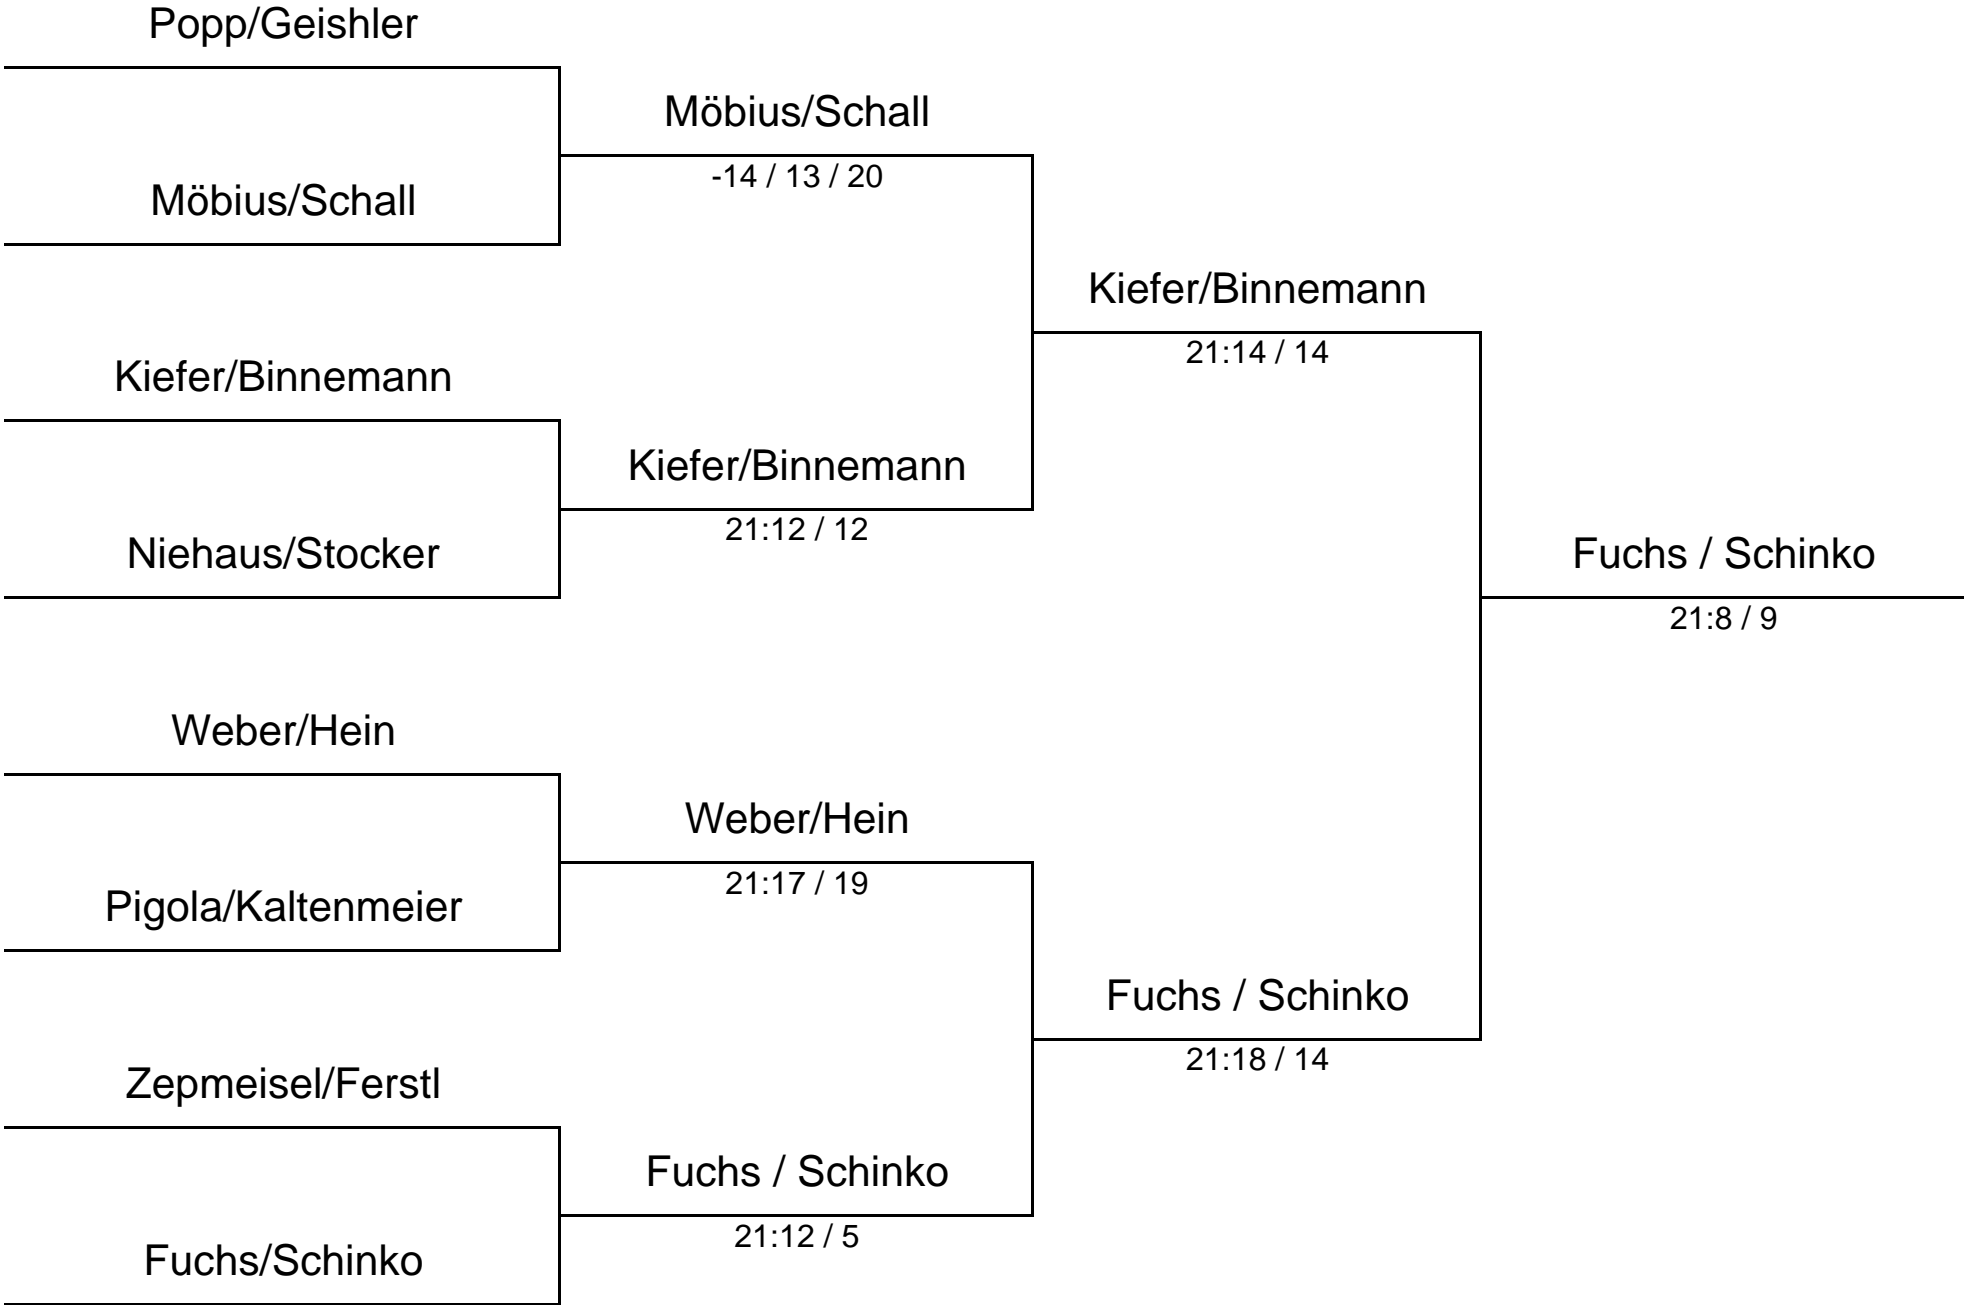 Popp/Geishler
Möbius/Schall
-14 / 13 / 20
Möbius/Schall
Kiefer/Binnemann
21:14 / 14
Kiefer/Binnemann
Kiefer/Binnemann
21:12 / 12
Niehaus/Stocker
Fuchs / Schinko
21:8 / 9
Weber/Hein
Weber/Hein
21:17 / 19
Pigola/Kaltenmeier
Fuchs / Schinko
21:18 / 14
Zepmeisel/Ferstl
Fuchs / Schinko
21:12 / 5
Fuchs/Schinko